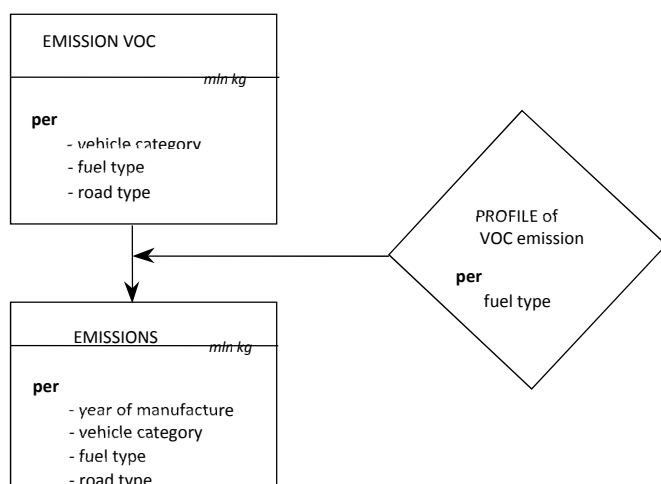 EMISSION VOC
mln kg
per
- vehicle category
- fuel type
- road type
PROFILE of
VOC emission
per
fuel type
EMISSIONS
mln kg
per
- year of manufacture
- vehicle category
- fuel type
- road type